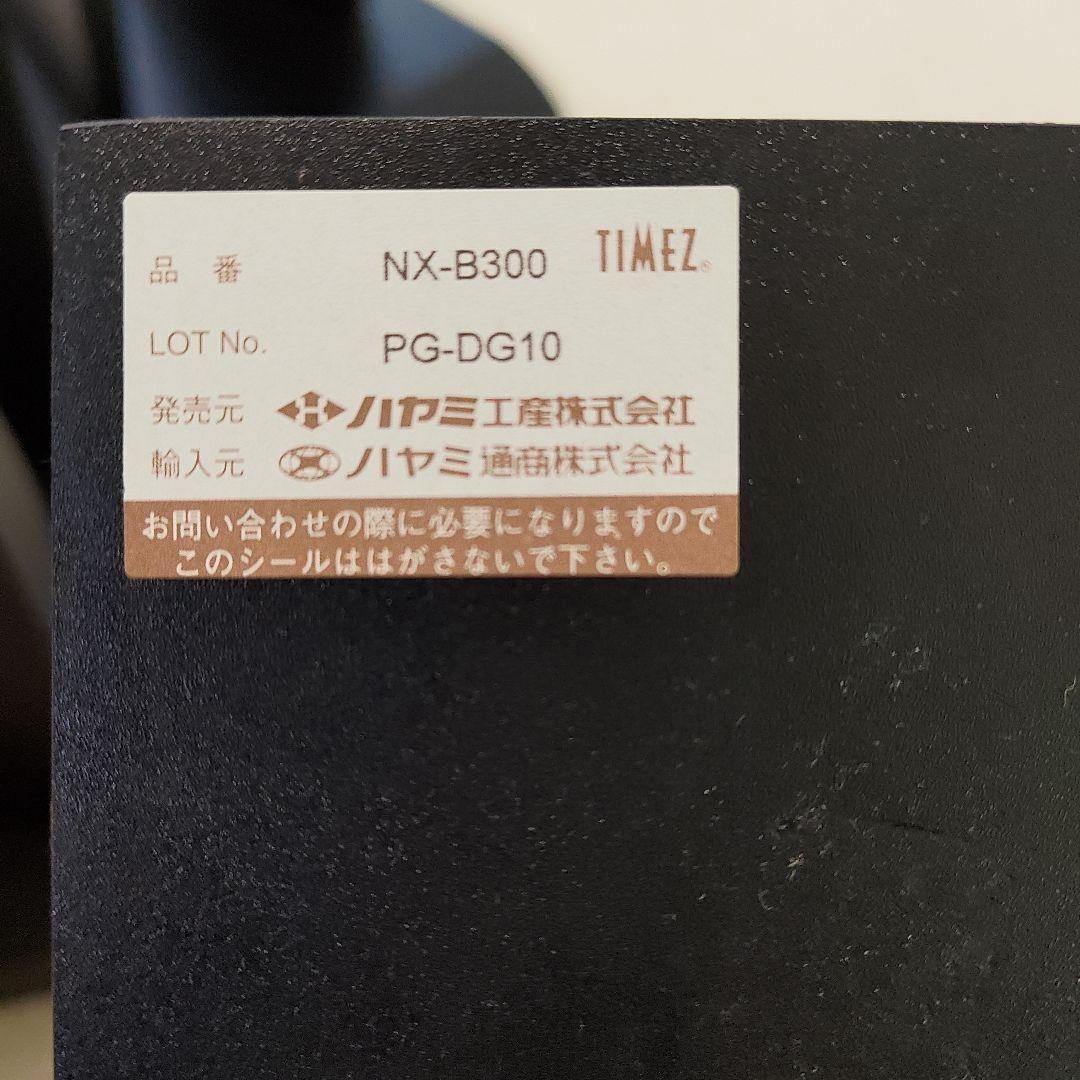 品 番 NX-B300 TIMEZ®
LOT No. PG-DG10
発売元 H ハヤミ工産株式会社
輸入元 ハヤミ通商株式会社
お問い合わせの際に必要になりますので
このシールははがさないで下さい。